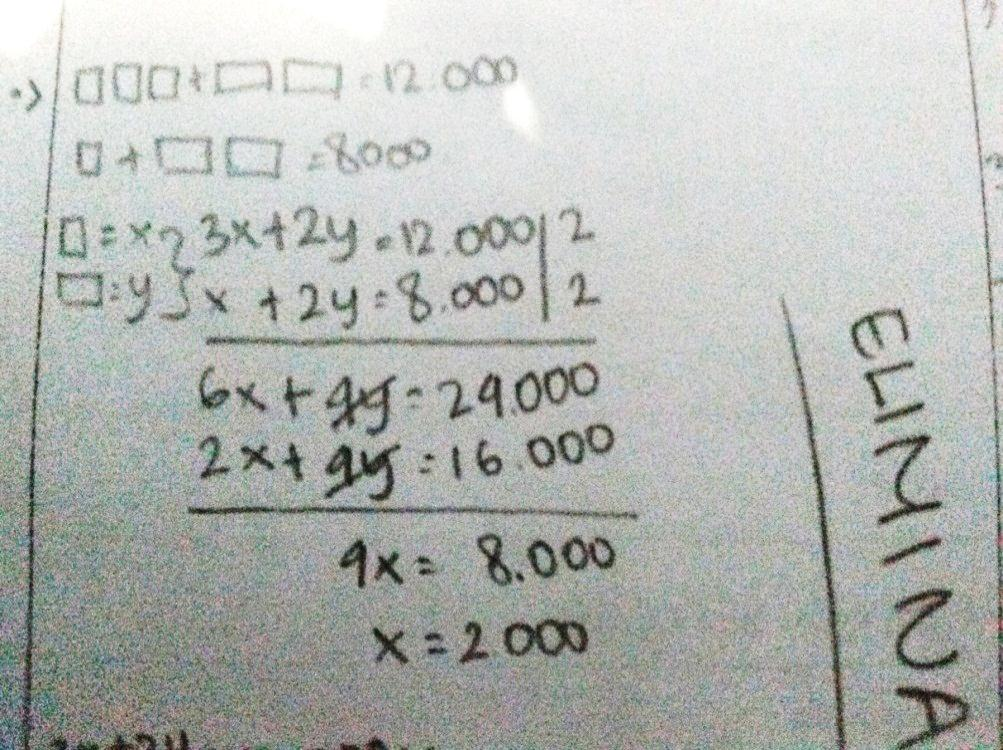 □□□+▭▭=12.000
□+▭▭=8000
□=x } 3x+2y=12.000 | 2
▭=y } x+2y=8.000 | 2
6x+4y=24.000
2x+4y=16.000
4x=8.000
x=2000
ELIMINA